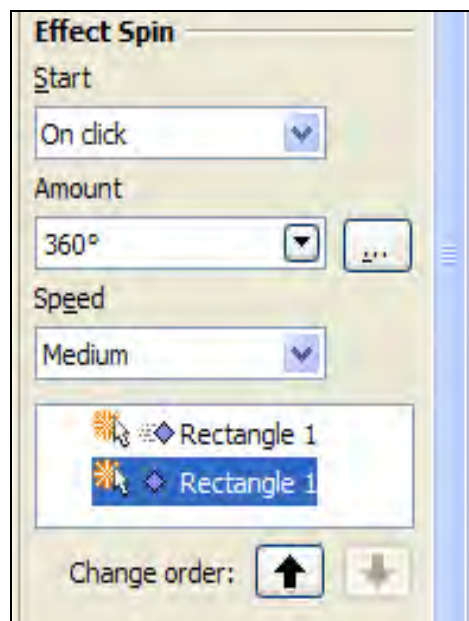 Effect Spin
Start
On click
Amount
360°
...
Speed
Medium
Rectangle 1
Rectangle 1
Change order: